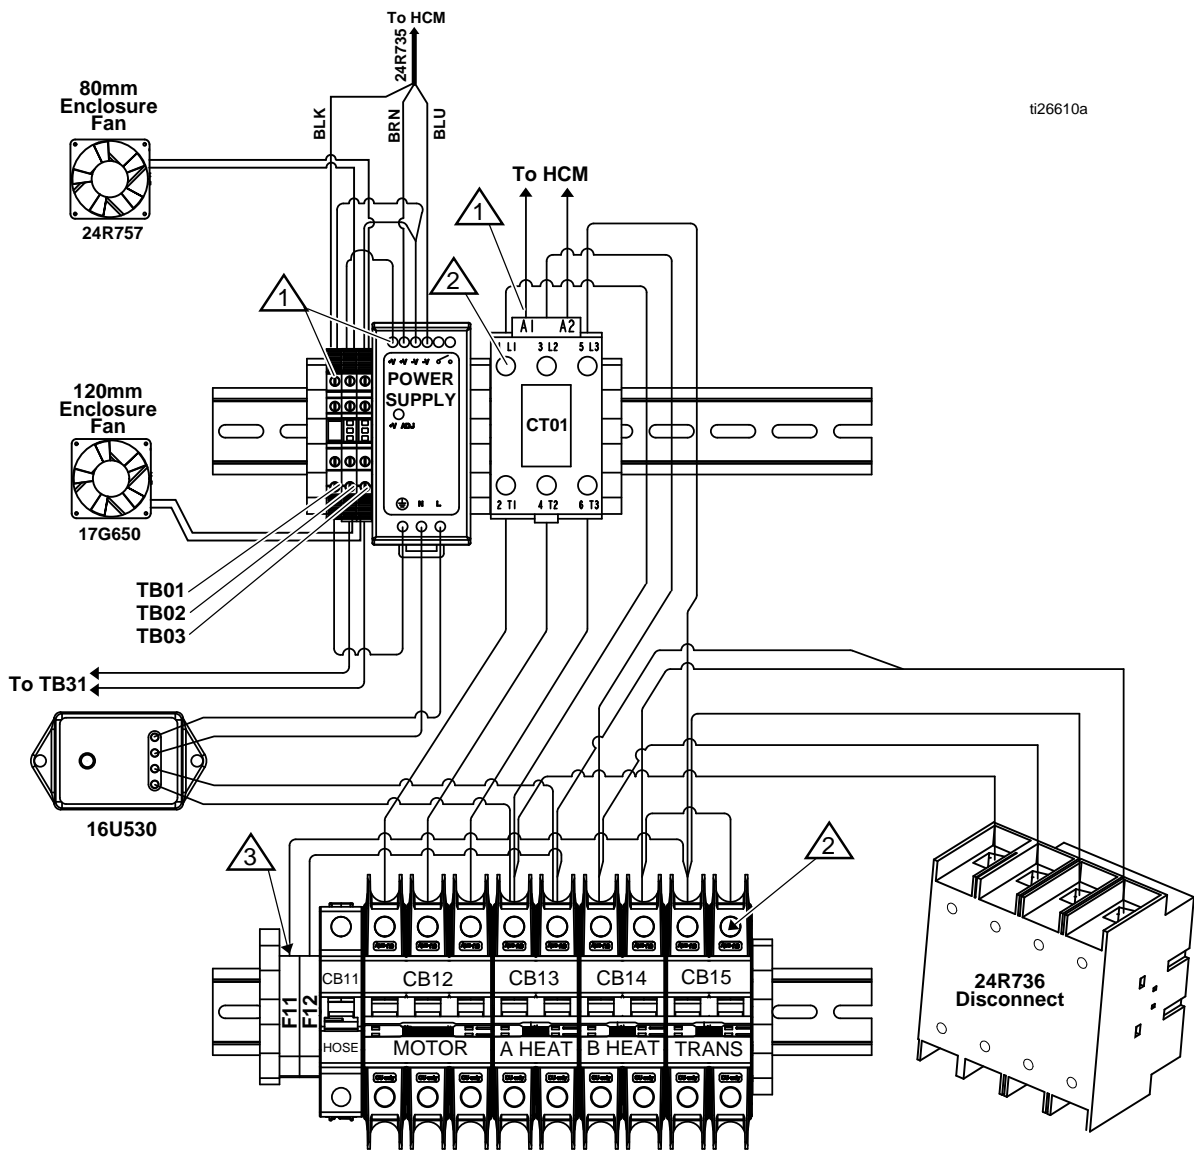 To HCM
24R735
80mm
Enclosure
Fan
ti26610a
BLK
BRN
BLU
To HCM
1
24R757
2
1
A1 A2
1 L1 3 L2 5 L3
+V +V -V -V
POWER
SUPPLY
120mm
Enclosure
Fan
CT01
+V ADJ
N L
2 T1 4 T2 6 T3
17G650
TB01
TB02
TB03
To TB31
16U530
3
2
CB11 CB12 CB13 CB14 CB15
F11
F12
24R736
Disconnect
HOSE MOTOR A HEAT B HEAT TRANS